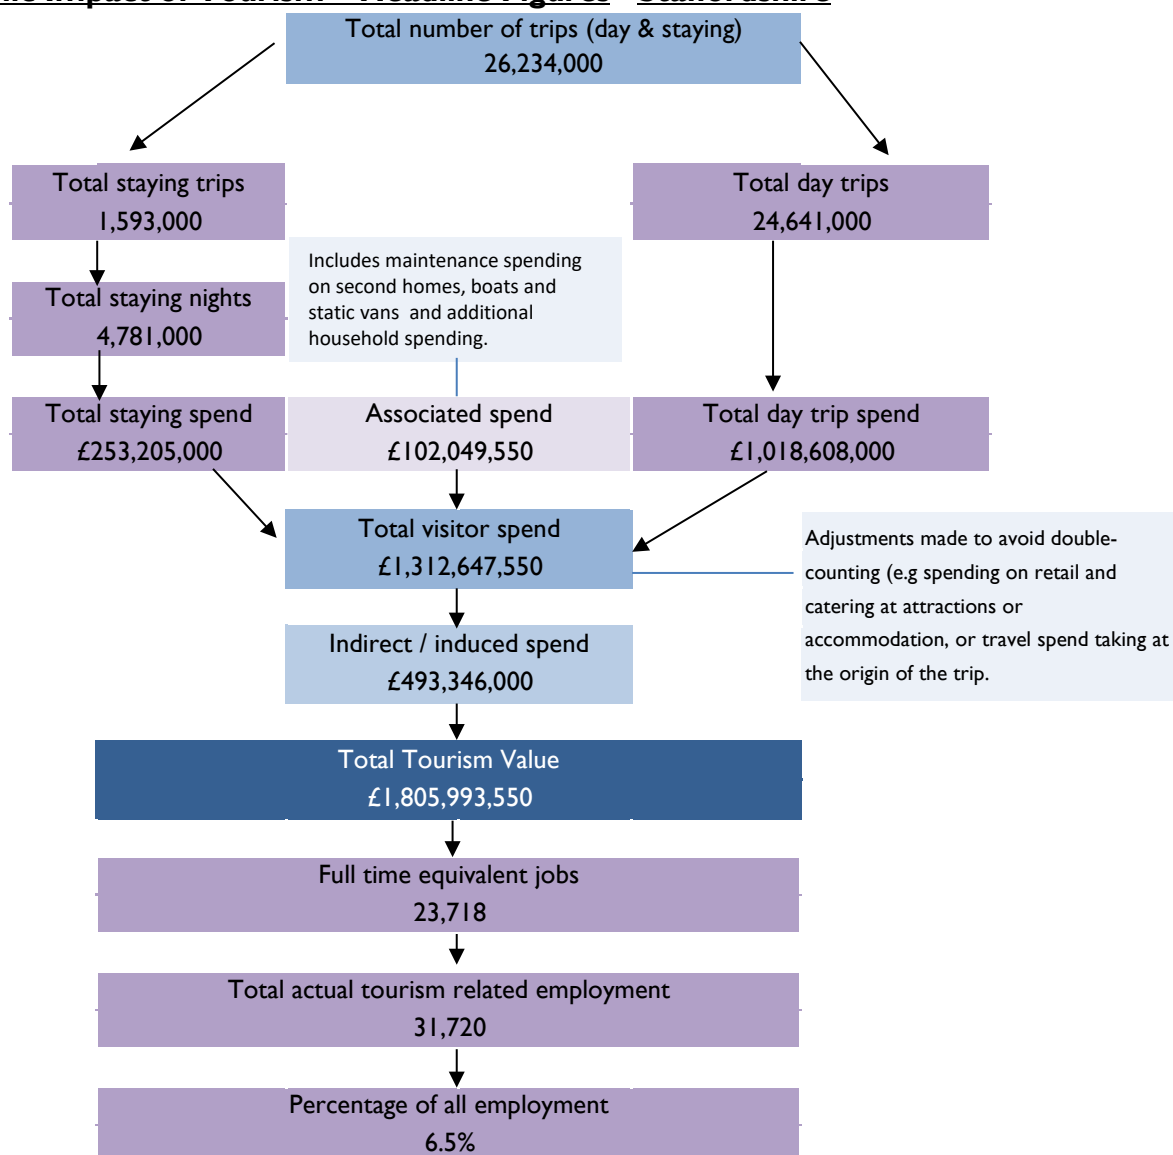 Impact of Tourism Headline Figures Staffordshire
Total number of trips (day & staying)
26,234,000
Total staying trips
1,593,000
Total day trips
24,641,000
Includes maintenance spending
on second homes, boats and
static vans and additional
household spending.
Total staying nights
4,781,000
Total staying spend
£253,205,000
Associated spend
£102,049,550
Total day trip spend
£1,018,608,000
Total visitor spend
£1,312,647,550
Adjustments made to avoid double-
counting (e.g spending on retail and
catering at attractions or
accommodation, or travel spend taking at
the origin of the trip.
Indirect / induced spend
£493,346,000
Total Tourism Value
£1,805,993,550
Full time equivalent jobs
23,718
Total actual tourism related employment
31,720
Percentage of all employment
6.5%